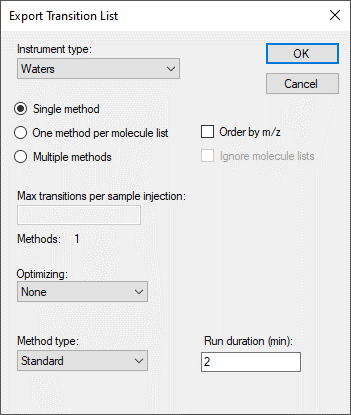 Export Transition List
Instrument type:
OK
Waters
Cancel
Single method
One method per molecule list
Order by m/z
Multiple methods
Ignore molecule lists
Max transitions per sample injection:
Methods: 1
Optimizing:
None
Method type:
Run duration (min):
Standard
2